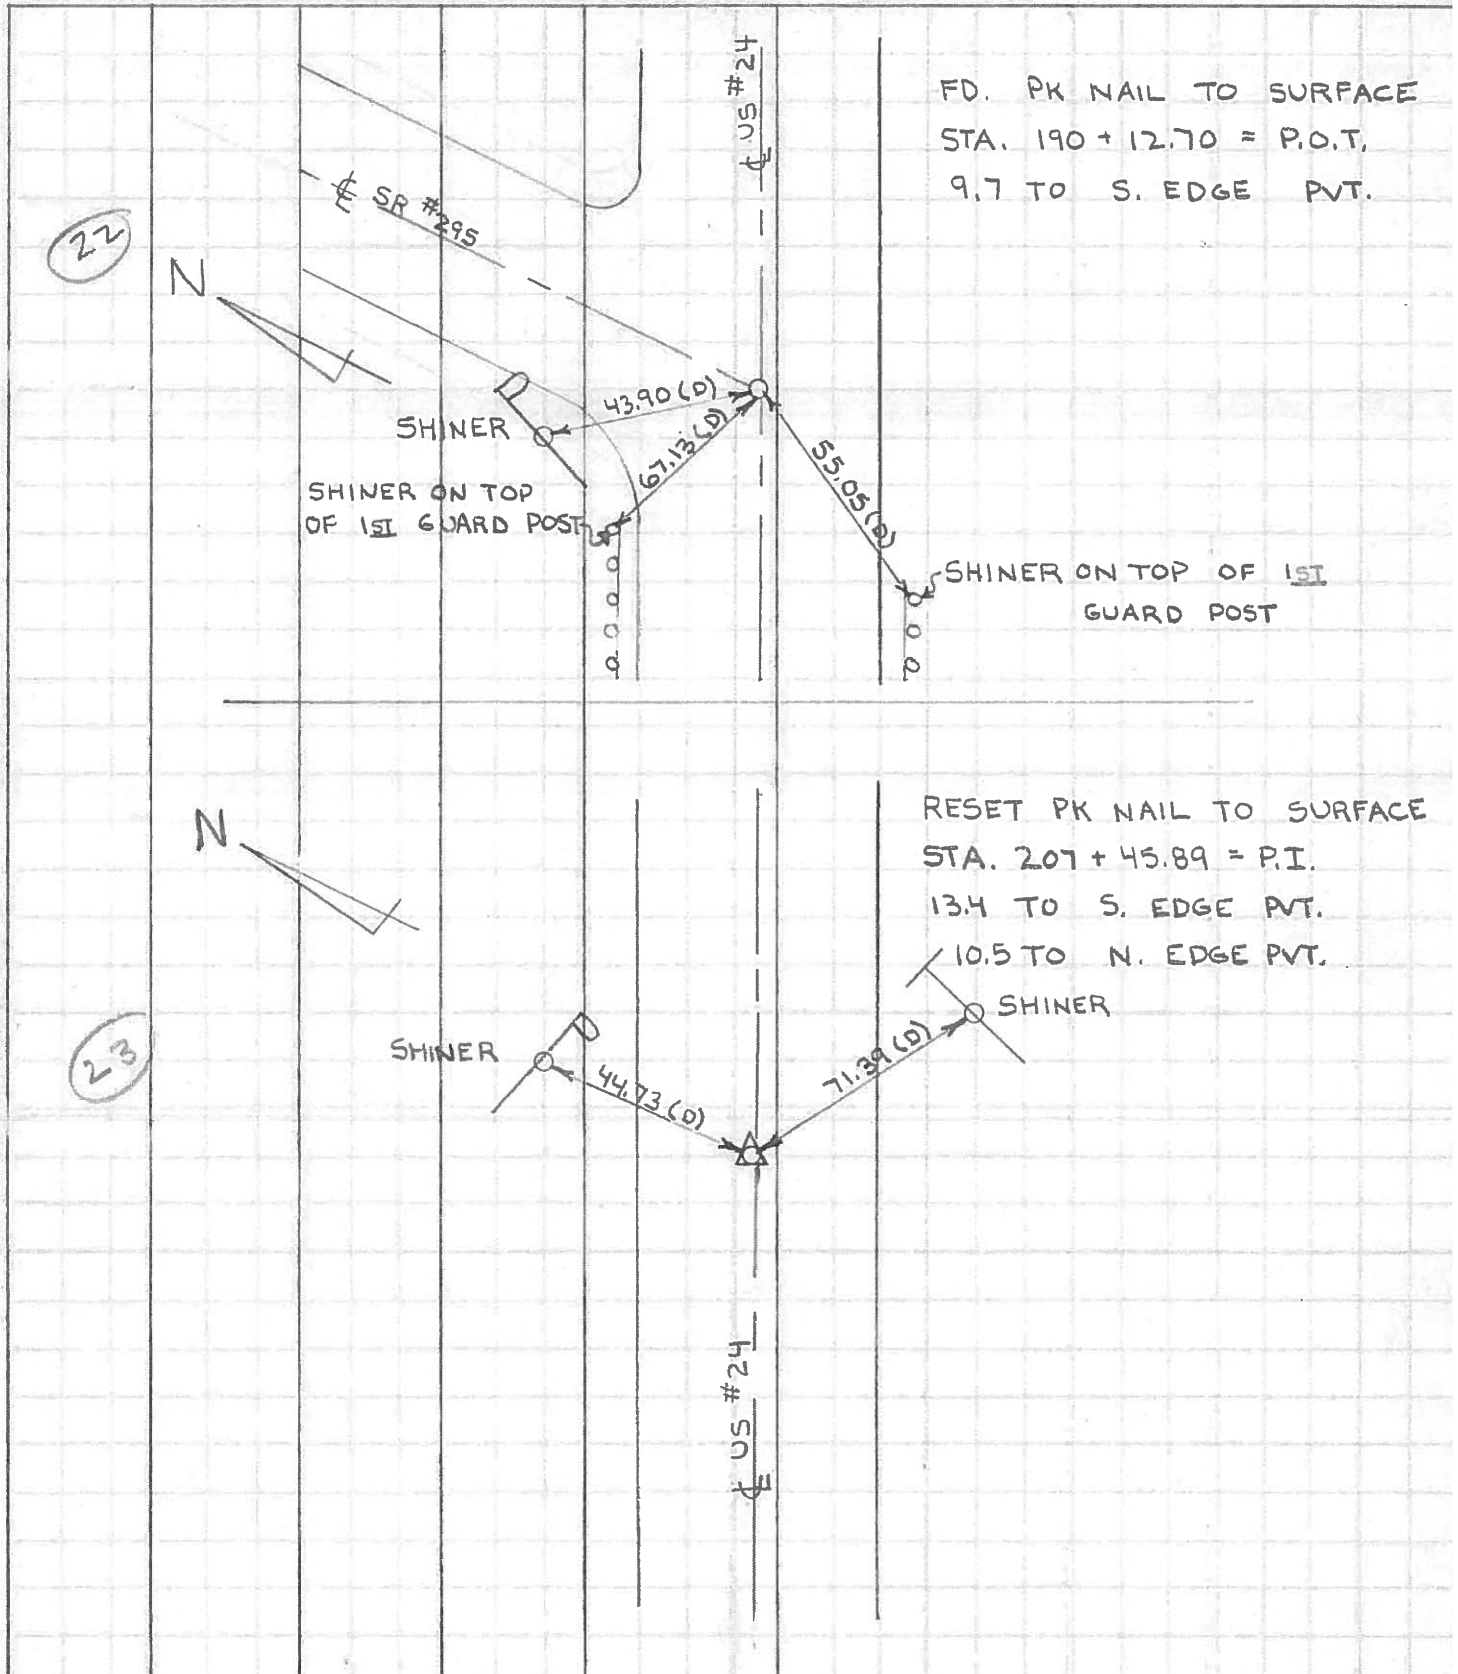 ℄ US #24
FD. PK NAIL TO SURFACE
STA. 190 + 12.70 = P.O.T.
9.7 TO S. EDGE PVT.
℄ SR #295
22
N
43.90 (D)
SHINER
67.13 (D)
55.05 (D)
SHINER ON TOP
OF 1ST GUARD POST
SHINER ON TOP OF 1ST
GUARD POST
N
RESET PK NAIL TO SURFACE
STA. 207 + 45.89 = P.I.
13.4 TO S. EDGE PVT.
10.5 TO N. EDGE PVT.
SHINER
23
SHINER
44.73 (D)
71.39 (D)
℄ US #24